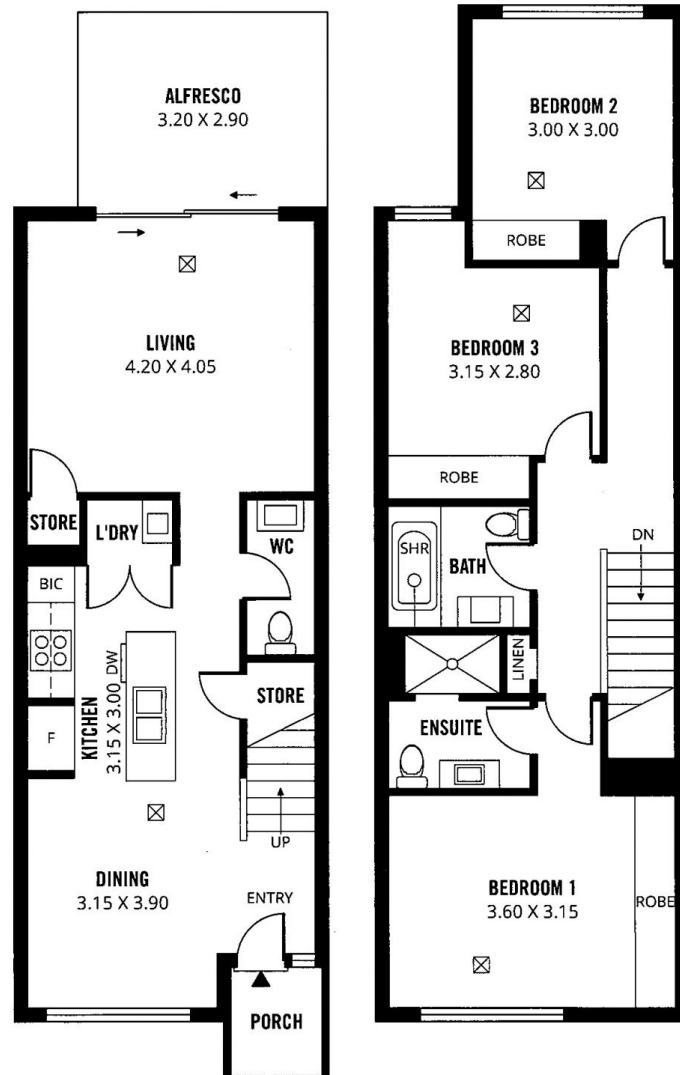 ALFRESCO
3.20 X 2.90
LIVING
4.20 X 4.05
STORE
L'DRY
WC
BIC
DW
KITCHEN
3.15 X 3.00
STORE
F
UP
DINING
3.15 X 3.90
ENTRY
PORCH
BEDROOM 2
3.00 X 3.00
ROBE
BEDROOM 3
3.15 X 2.80
ROBE
SHR
BATH
DN
LINEN
ENSUITE
BEDROOM 1
3.60 X 3.15
ROBE